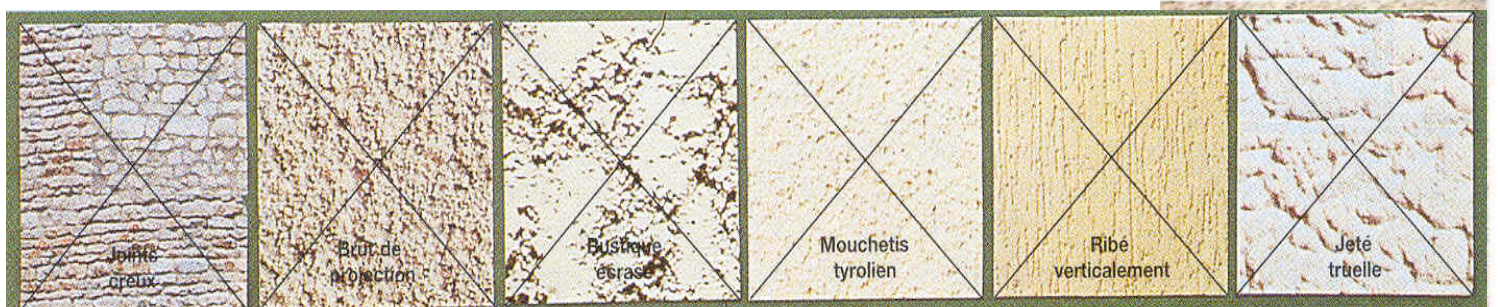 Joints
creux
Brut de
projection
Rustique
écrasé
Mouchetis
tyrolien
Ribé
verticalement
Jeté
truelle